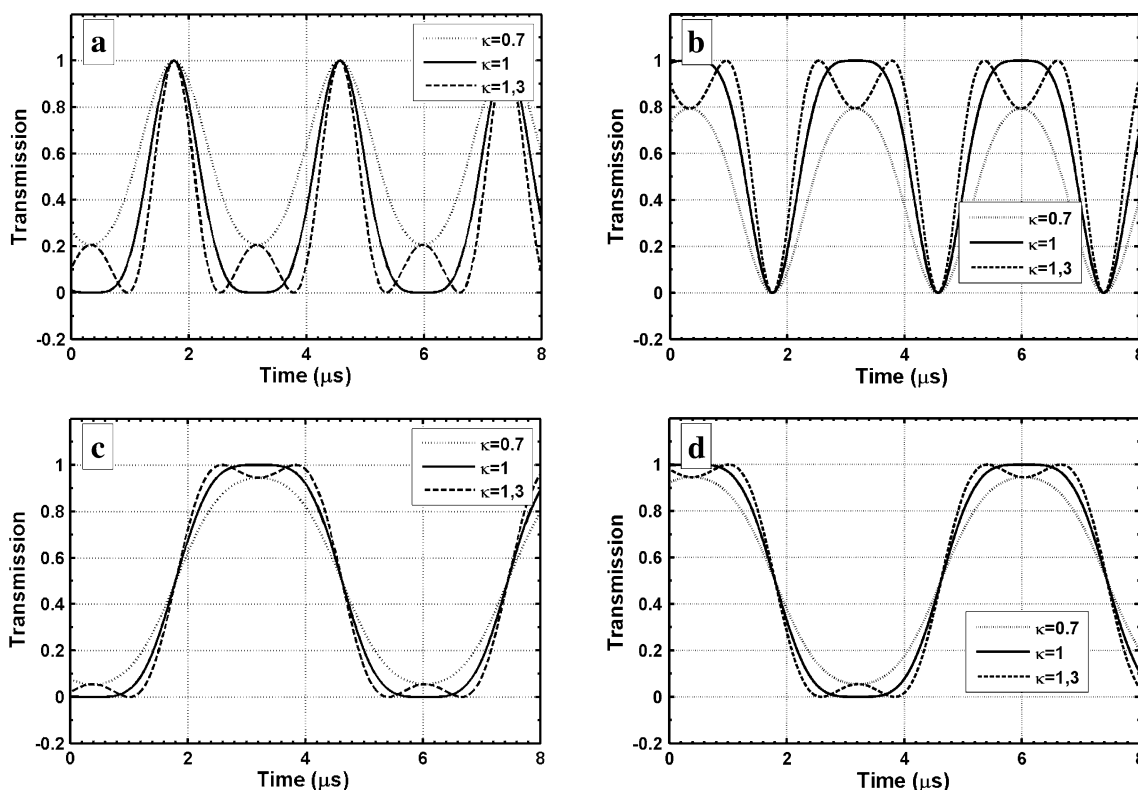 a
κ=0.7
κ=1
κ=1,3
Transmission
1
0.8
0.6
0.4
0.2
0
-0.2
0 2 4 6 8
Time (μs)
b
κ=0.7
κ=1
κ=1,3
Transmission
1
0.8
0.6
0.4
0.2
0
-0.2
0 2 4 6 8
Time (μs)
c
κ=0.7
κ=1
κ=1,3
Transmission
1
0.8
0.6
0.4
0.2
0
-0.2
0 2 4 6 8
Time (μs)
d
κ=0.7
κ=1
κ=1,3
Transmission
1
0.8
0.6
0.4
0.2
0
-0.2
0 2 4 6 8
Time (μs)